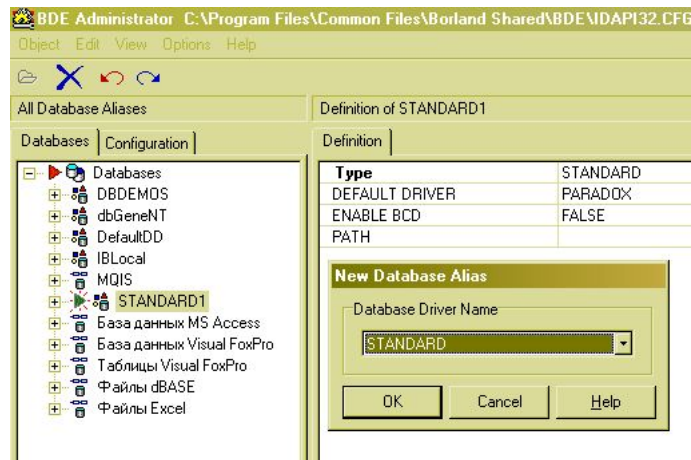 BDE Administrator C:\Program Files\Common Files\Borland Shared\BDE\IDAPI32.CFG
Object Edit View Options Help
All Database Aliases
Definition of STANDARD1
Databases Configuration
Definition
Databases
DBDEMOS
dbGeneNT
DefaultDD
IBLocal
MQIS
STANDARD1
База данных MS Access
База данных Visual FoxPro
Таблицы Visual FoxPro
Файлы dBASE
Файлы Excel
Type STANDARD
DEFAULT DRIVER PARADOX
ENABLE BCD FALSE
PATH
New Database Alias
Database Driver Name
STANDARD
OK Cancel Help